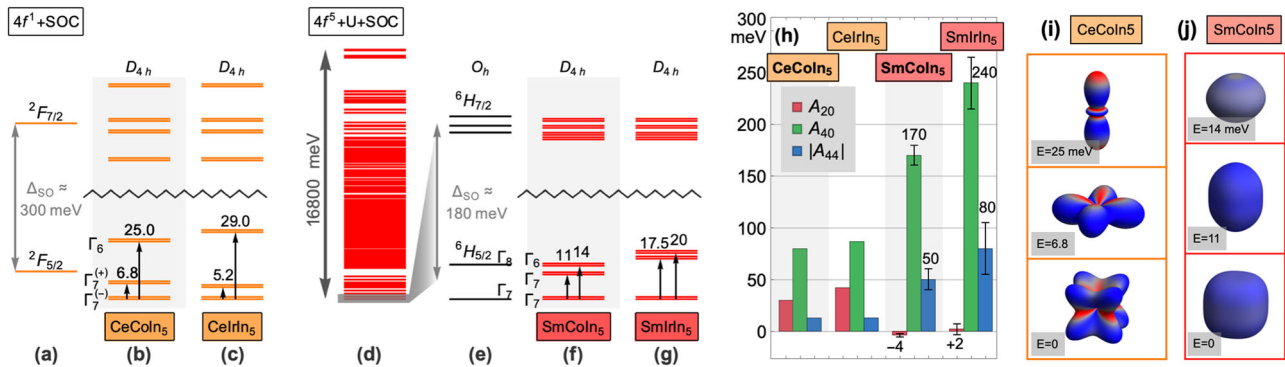 4f¹+SOC
D₄ₕ
D₄ₕ
²F₇/₂
Δ_SO ≈
300 meV
25.0
29.0
Γ₆
²F₅/₂
6.8
5.2
Γ₇⁽⁺⁾
Γ₇⁽⁻⁾
CeCoIn₅
CeIrIn₅
(a)
(b)
(c)
4f⁵+U+SOC
16800 meV
Oₕ
D₄ₕ
D₄ₕ
⁶H₇/₂
Δ_SO ≈
180 meV
⁶H₅/₂
Γ₈
Γ₆
11
14
17.5
20
Γ₇
Γ₇
Γ₇
SmCoIn₅
SmIrIn₅
(d)
(e)
(f)
(g)
300
meV
(h)
CeIrIn₅
SmIrIn₅
CeCoIn₅
SmCoIn₅
250
240
A₂₀
A₄₀
|A₄₄|
200
170
150
100
80
50
50
0
−4
+2
(i)
CeCoIn5
E=25 meV
E=6.8
E=0
(j)
SmCoIn5
E=14 meV
E=11
E=0